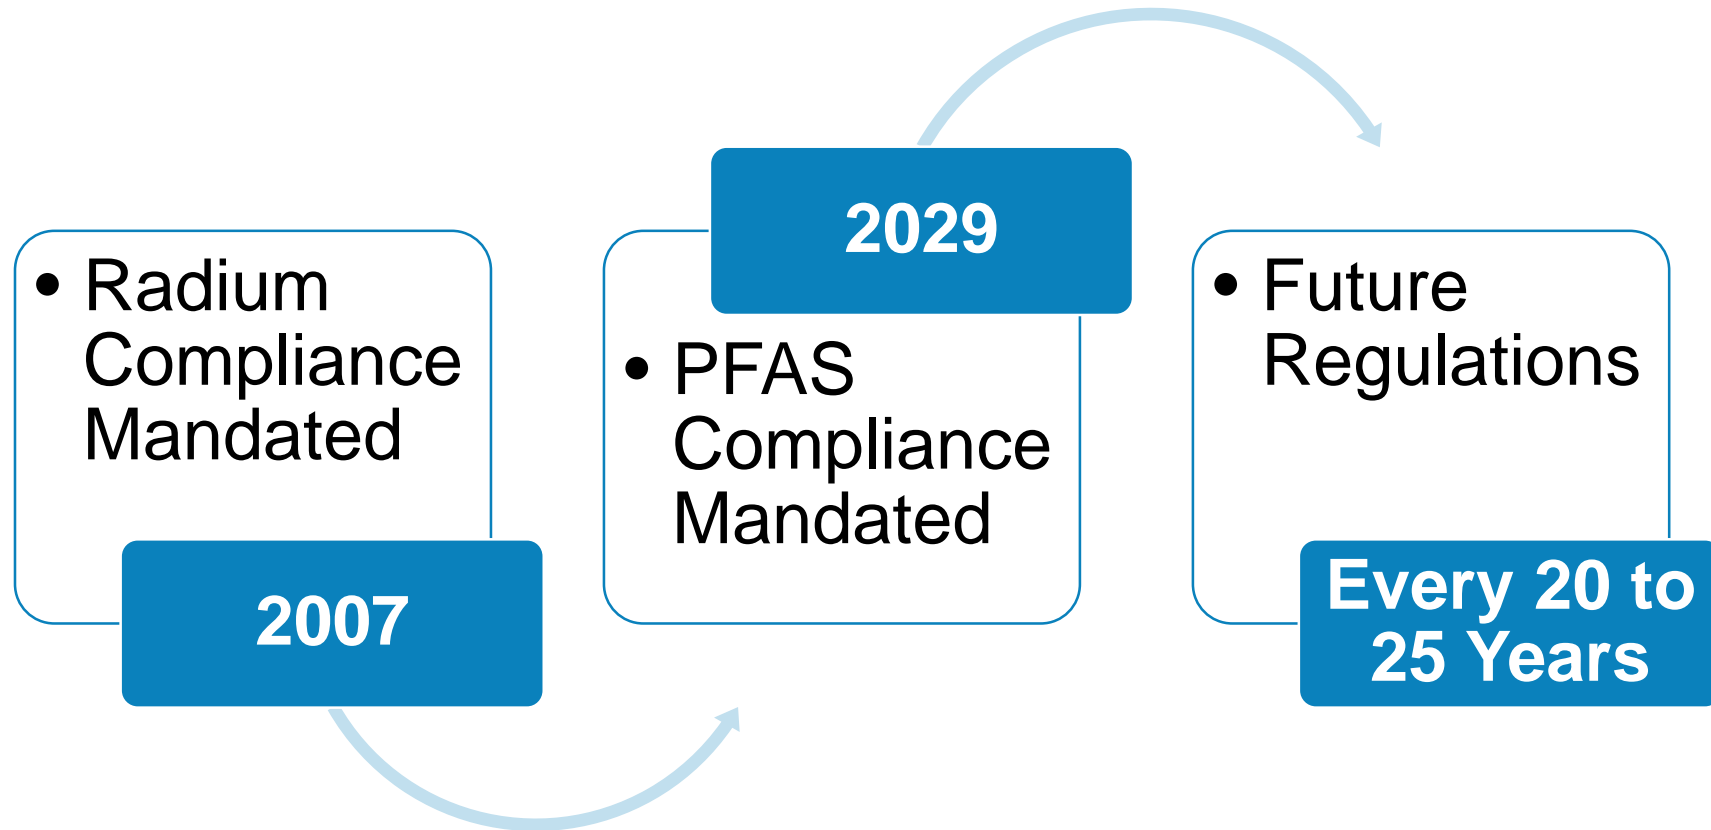 • Radium
Compliance
Mandated
2007
2029
• PFAS
Compliance
Mandated
• Future
Regulations
Every 20 to
25 Years